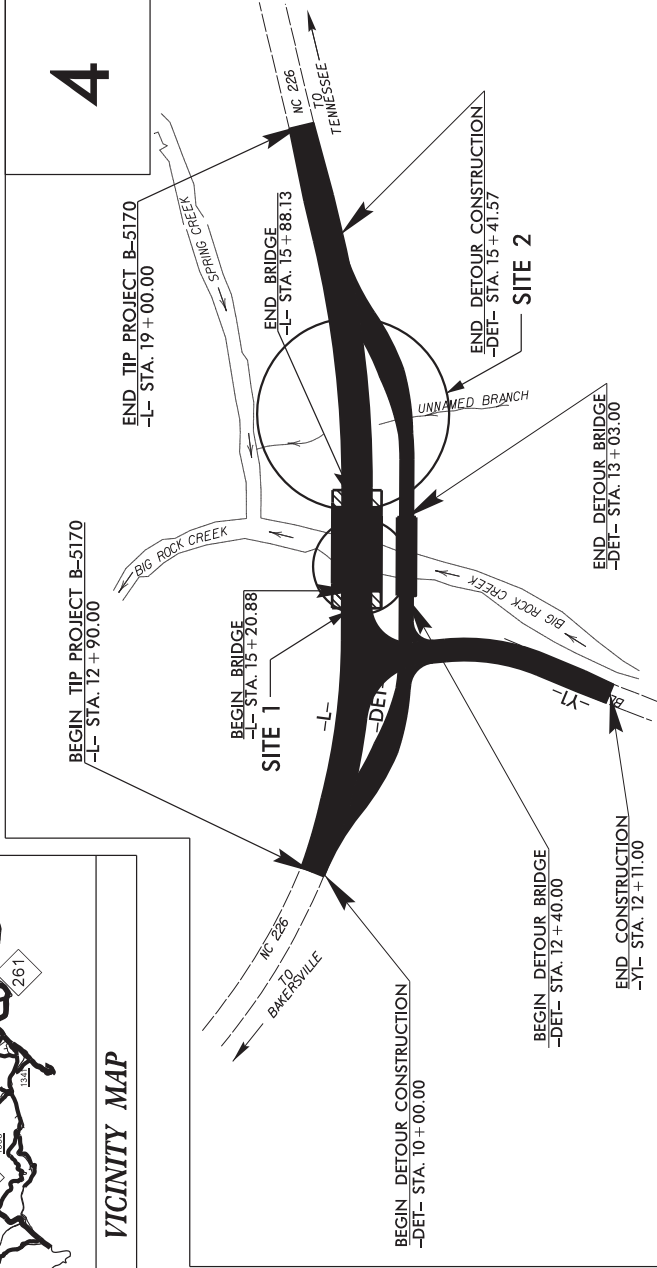 4
NC 226
TO
TENNESSEE
END TIP PROJECT B–5170
–L– STA. 19 + 00.00
SPRING CREEK
END BRIDGE
–L– STA. 15 + 88.13
END DETOUR CONSTRUCTION
–DET– STA. 15 + 41.57
SITE 2
UNNAMED BRANCH
BEGIN TIP PROJECT B–5170
–L– STA. 12 + 90.00
BIG ROCK CREEK
BEGIN BRIDGE
–L– STA. 15 + 20.88
SITE 1
–L–
–DET–
BIG ROCK CREEK
END DETOUR BRIDGE
–DET– STA. 13 + 03.00
–Y1–
NC 226
TO
BAKERSVILLE
BEGIN DETOUR CONSTRUCTION
–DET– STA. 10 + 00.00
BEGIN DETOUR BRIDGE
–DET– STA. 12 + 40.00
END CONSTRUCTION
–Y1– STA. 12 + 11.00
261
1341
VICINITY MAP